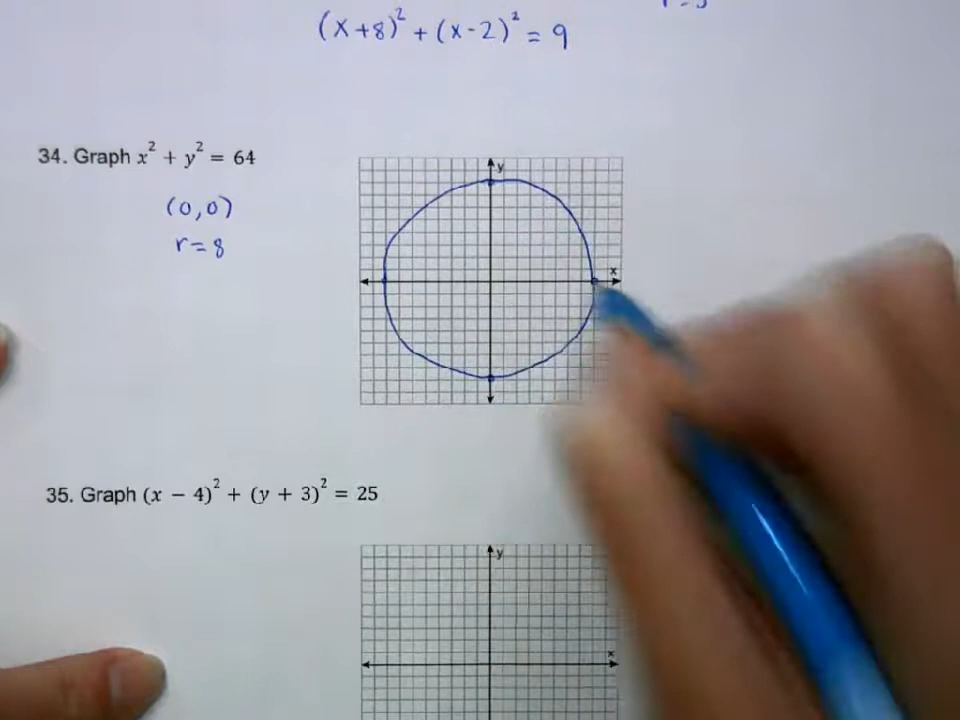 (x+8)² + (x-2)² = 9
34. Graph x² + y² = 64
y
(0,0)
r = 8
x
35. Graph (x − 4)² + (y + 3)² = 25
y
x